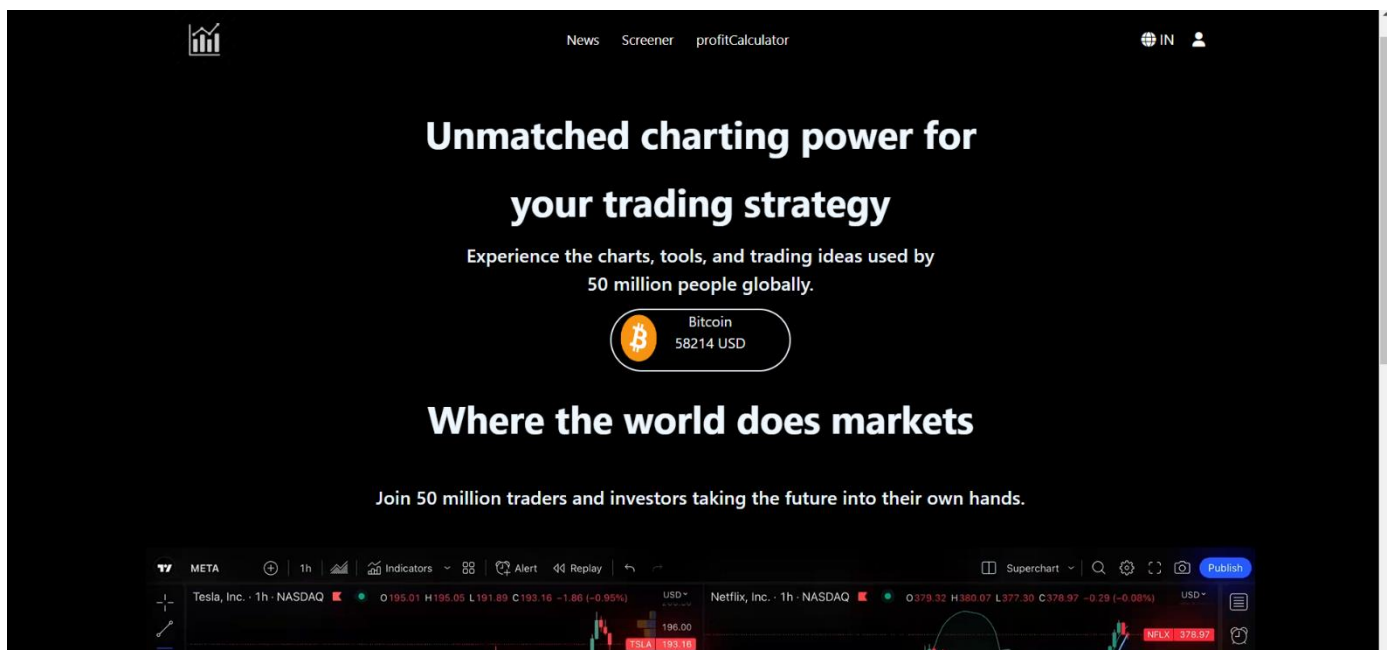 News Screener profitCalculator IN
Unmatched charting power for
your trading strategy
Experience the charts, tools, and trading ideas used by
50 million people globally.
Bitcoin
58214 USD
Where the world does markets
Join 50 million traders and investors taking the future into their own hands.
META 1h Indicators Alert Replay Superchart Publish
Tesla, Inc. · 1h · NASDAQ O195.01 H195.05 L191.89 C193.16 −1.86 (−0.95%) USD
Netflix, Inc. · 1h · NASDAQ O379.32 H380.07 L377.30 C378.97 −0.29 (−0.08%) USD
196.00
TSLA 193.16
NFLX 378.97